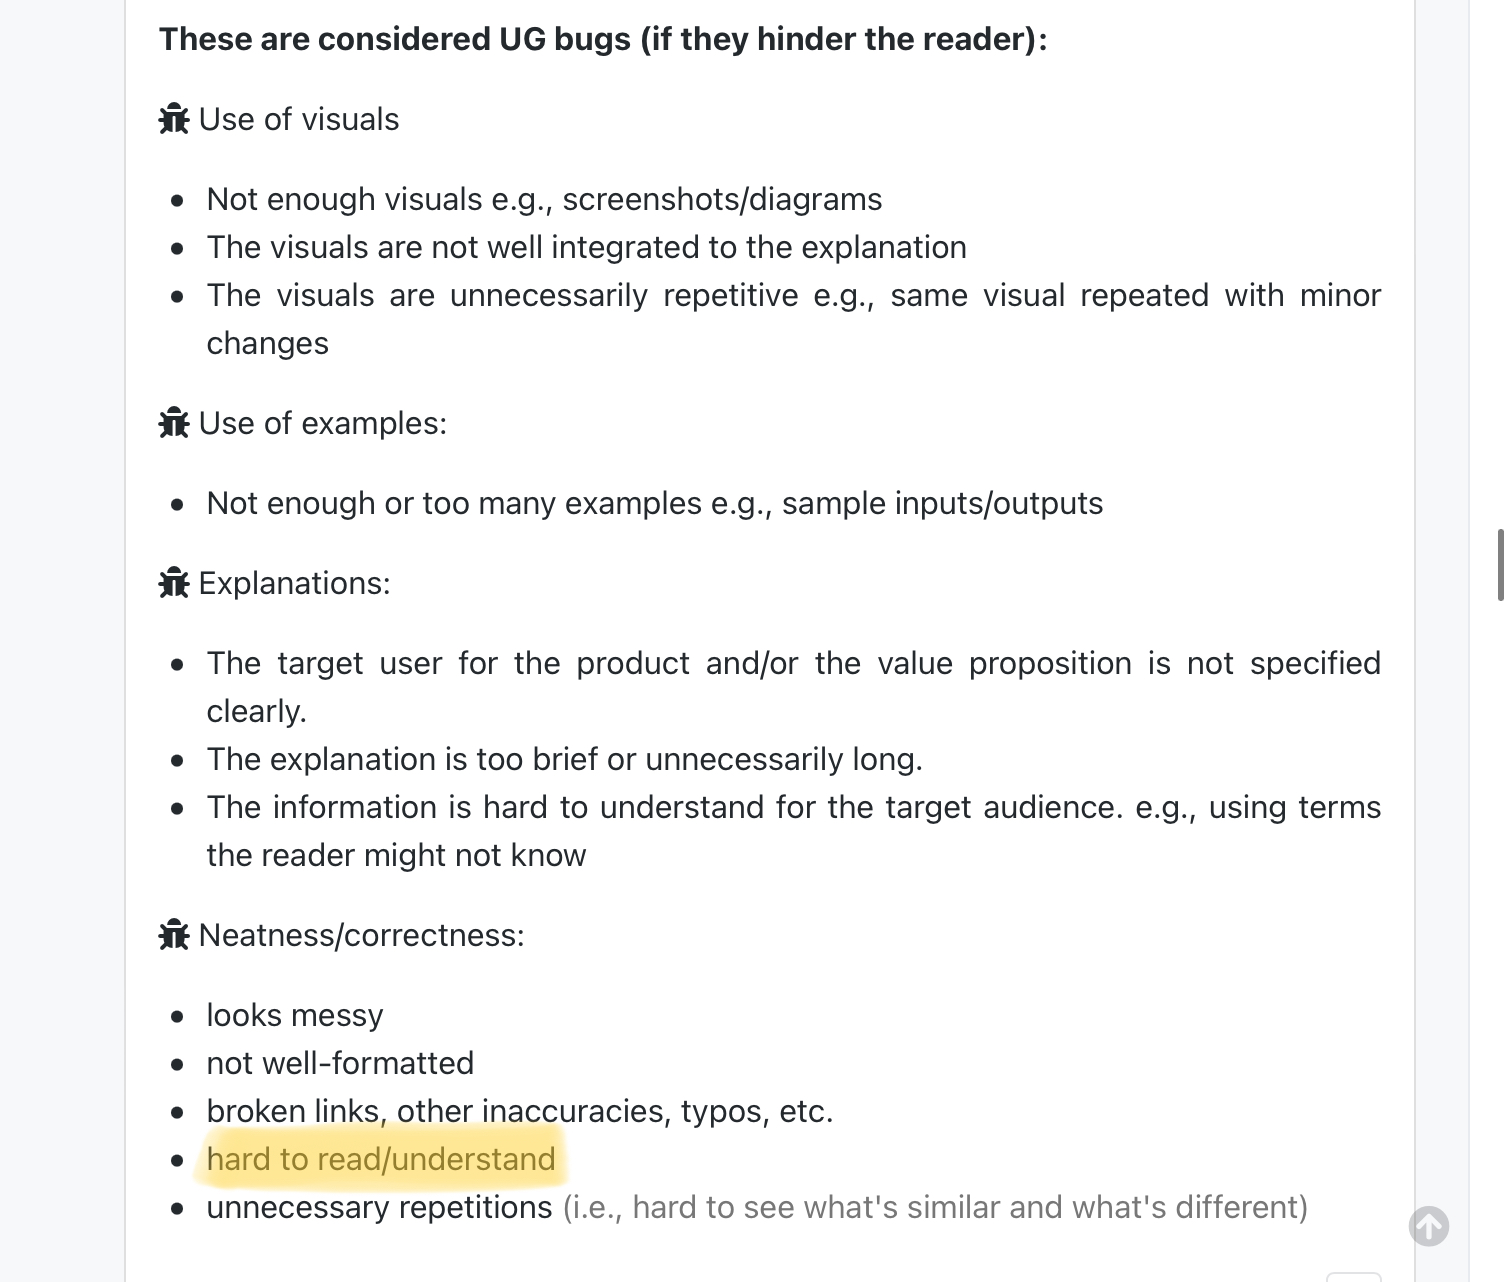 These are considered UG bugs (if they hinder the reader):
Use of visuals
• Not enough visuals e.g., screenshots/diagrams
• The visuals are not well integrated to the explanation
• The visuals are unnecessarily repetitive e.g., same visual repeated with minor
changes
Use of examples:
• Not enough or too many examples e.g., sample inputs/outputs
Explanations:
• The target user for the product and/or the value proposition is not specified
clearly.
• The explanation is too brief or unnecessarily long.
• The information is hard to understand for the target audience. e.g., using terms
the reader might not know
Neatness/correctness:
• looks messy
• not well-formatted
• broken links, other inaccuracies, typos, etc.
• hard to read/understand
• unnecessary repetitions (i.e., hard to see what's similar and what's different)